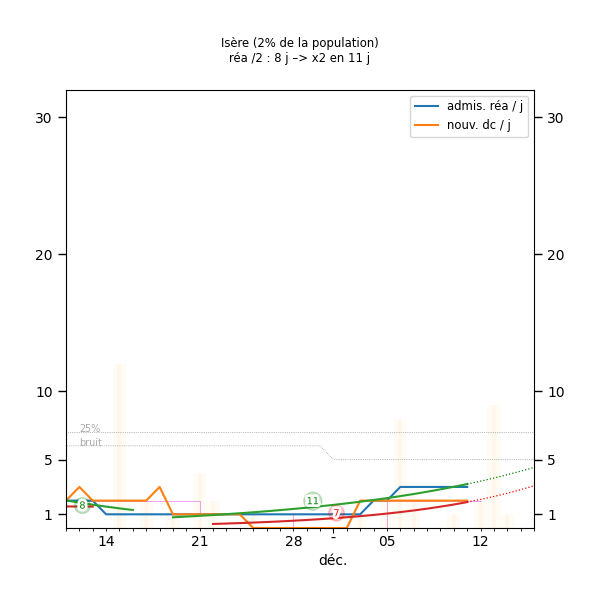 Isère (2% de la population)
réa /2 : 8 j –> x2 en 11 j
admis. réa / j
nouv. dc / j
30 30
20 20
10 10
25%
bruit
5 5
11
8
7
1 1
14 21 28 - 05 12
déc.